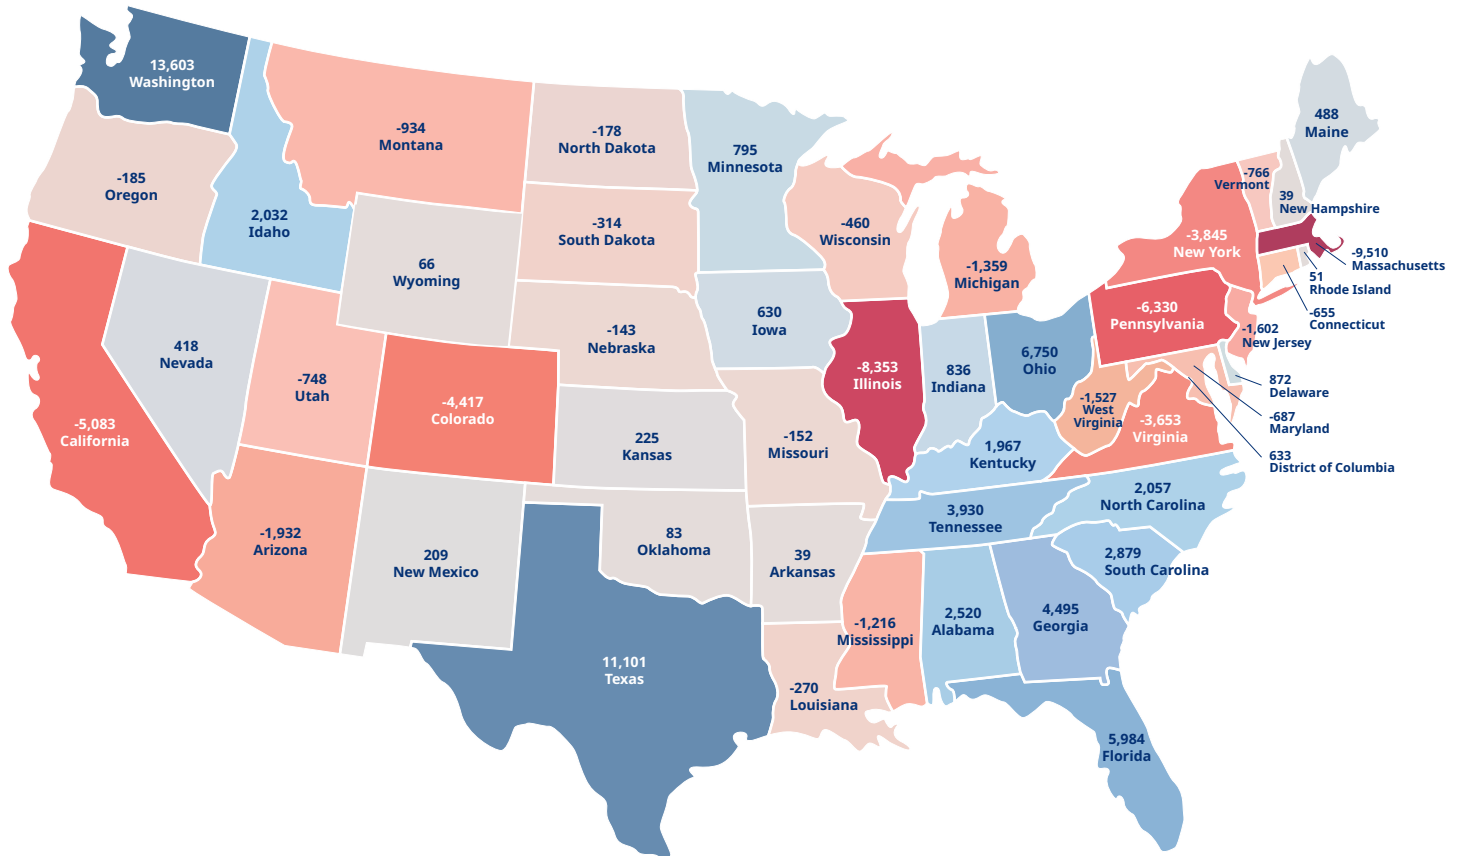 13,603
Washington
-185
Oregon
-5,083
California
418
Nevada
2,032
Idaho
-934
Montana
66
Wyoming
-748
Utah
-4,417
Colorado
-1,932
Arizona
209
New Mexico
-178
North Dakota
-314
South Dakota
-143
Nebraska
225
Kansas
83
Oklahoma
11,101
Texas
795
Minnesota
630
Iowa
-152
Missouri
39
Arkansas
-270
Louisiana
-460
Wisconsin
-8,353
Illinois
-1,359
Michigan
836
Indiana
6,750
Ohio
1,967
Kentucky
3,930
Tennessee
-1,216
Mississippi
2,520
Alabama
4,495
Georgia
5,984
Florida
2,879
South Carolina
2,057
North Carolina
-3,653
Virginia
-1,527
West
Virginia
-6,330
Pennsylvania
-3,845
New York
-766
Vermont
39
New Hampshire
488
Maine
-9,510
Massachusetts
51
Rhode Island
-655
Connecticut
-1,602
New Jersey
872
Delaware
-687
Maryland
633
District of Columbia